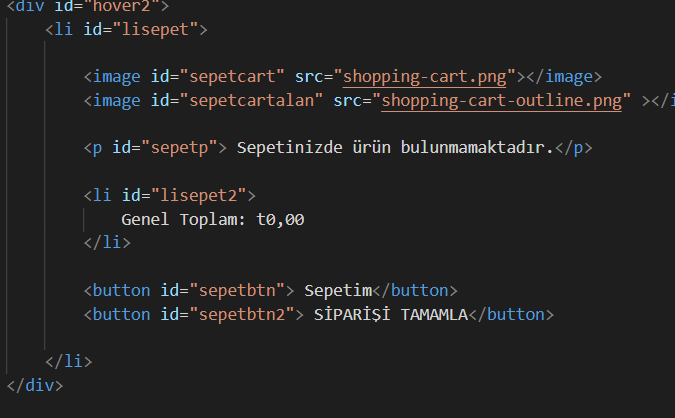 <div id="hover2">
<li id="lisepet">
<image id="sepetcart" src="shopping-cart.png"></image>
<image id="sepetcartalan" src="shopping-cart-outline.png" ></i
<p id="sepetp"> Sepetinizde ürün bulunmamaktadır.</p>
<li id="lisepet2">
Genel Toplam: t0,00
</li>
<button id="sepetbtn"> Sepetim</button>
<button id="sepetbtn2"> SİPARİŞİ TAMAMLA</button>
</li>
</div>